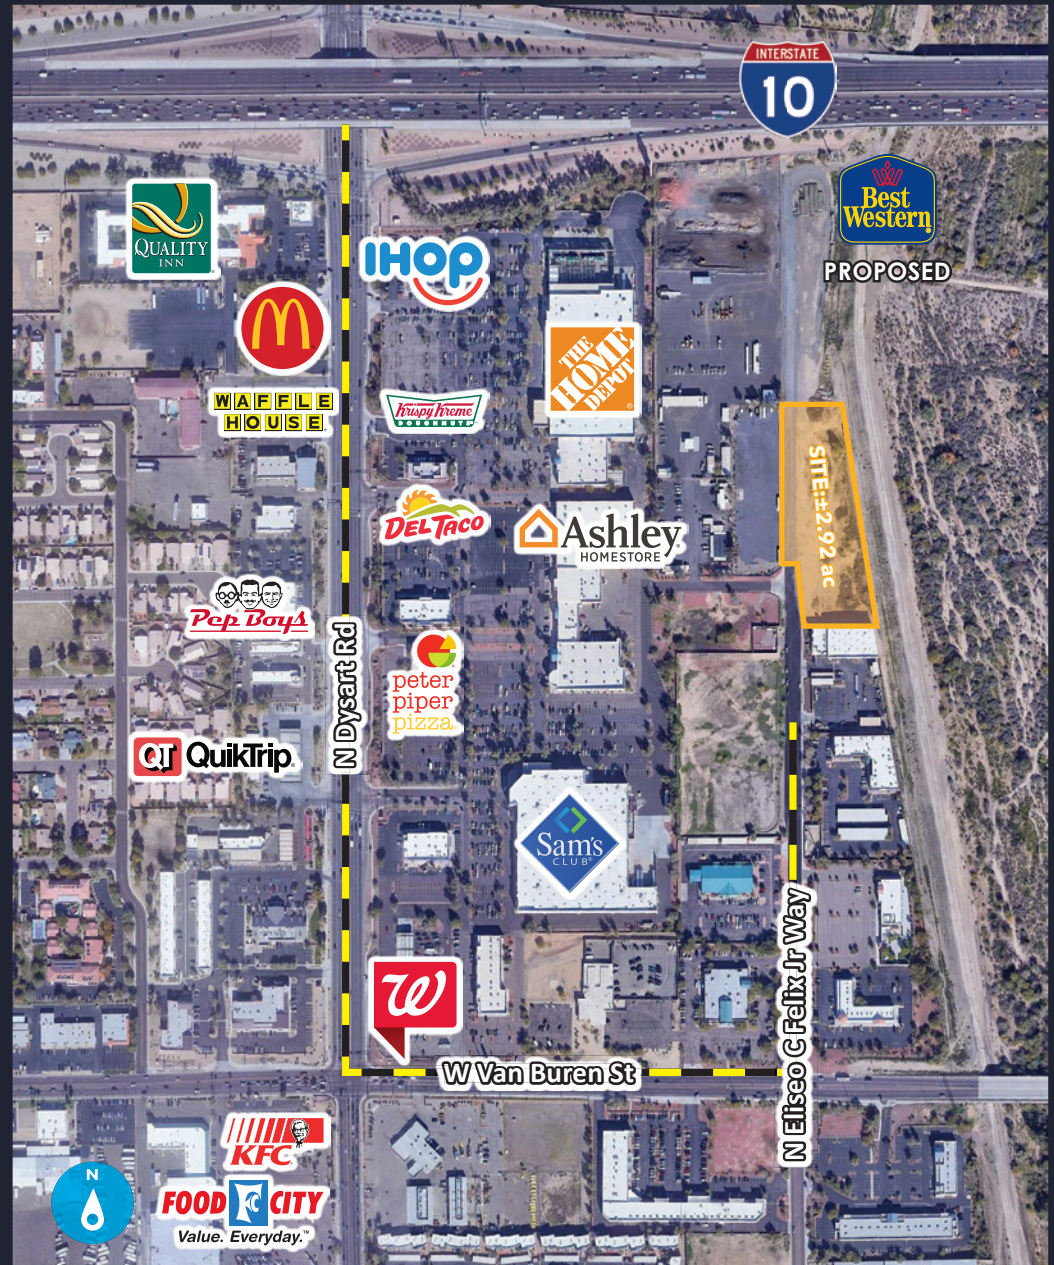 INTERSTATE
10
Best
Western
PROPOSED
QUALITY
INN
IHOP
WAFFLE
HOUSE
THE
HOME
DEPOT
Krispy Kreme
DOUGHNUTS
SITE:±2.92 ac
DEL TACO
Ashley
HOMESTORE
Pep Boys
N Dysart Rd
peter
piper
pizza
QT QuikTrip
Sam's
CLUB
N Eliseo C Felix Jr Way
W
W Van Buren St
KFC
N
FOOD FC CITY
Value. Everyday.™